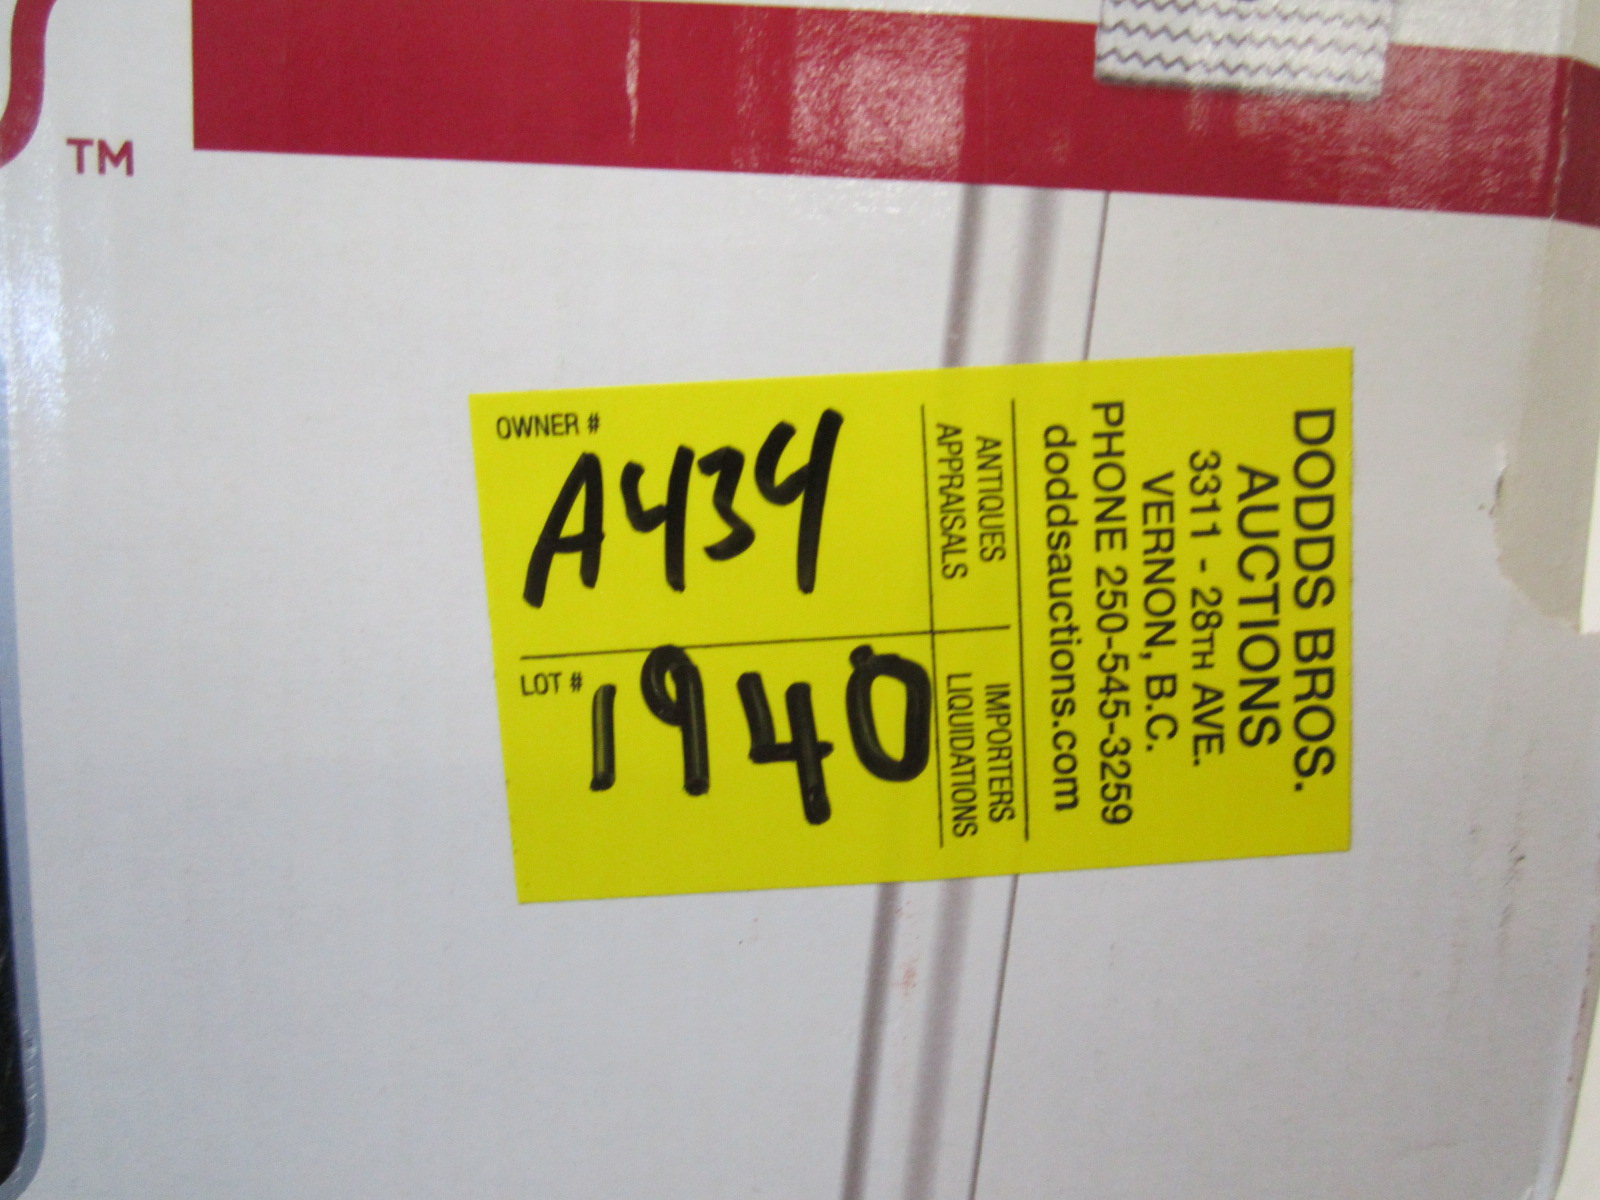 TM
DODDS BROS.
AUCTIONS
3311 - 28TH AVE.
VERNON, B.C.
PHONE 250-545-3259
doddsauctions.com
ANTIQUES
APPRAISALS
IMPORTERS
LIQUIDATIONS
OWNER #
A434
LOT #
1940